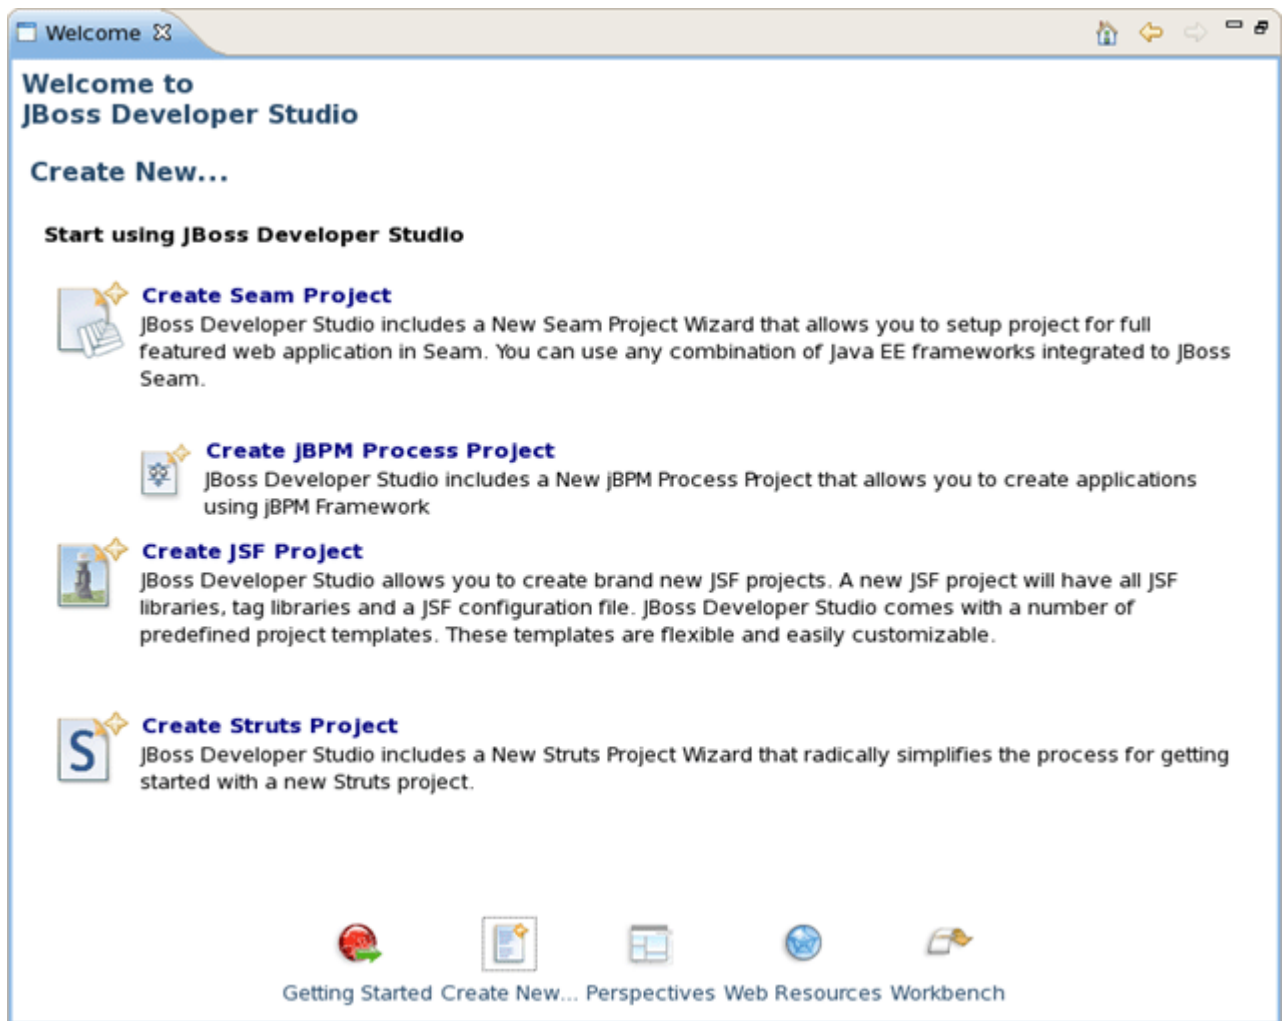 Welcome
Welcome to
JBoss Developer Studio
Create New...
Start using JBoss Developer Studio
Create Seam Project
JBoss Developer Studio includes a New Seam Project Wizard that allows you to setup project for full
featured web application in Seam. You can use any combination of Java EE frameworks integrated to JBoss
Seam.
Create jBPM Process Project
JBoss Developer Studio includes a New jBPM Process Project that allows you to create applications
using jBPM Framework
Create JSF Project
JBoss Developer Studio allows you to create brand new JSF projects. A new JSF project will have all JSF
libraries, tag libraries and a JSF configuration file. JBoss Developer Studio comes with a number of
predefined project templates. These templates are flexible and easily customizable.
S
Create Struts Project
JBoss Developer Studio includes a New Struts Project Wizard that radically simplifies the process for getting
started with a new Struts project.
Getting Started Create New... Perspectives Web Resources Workbench